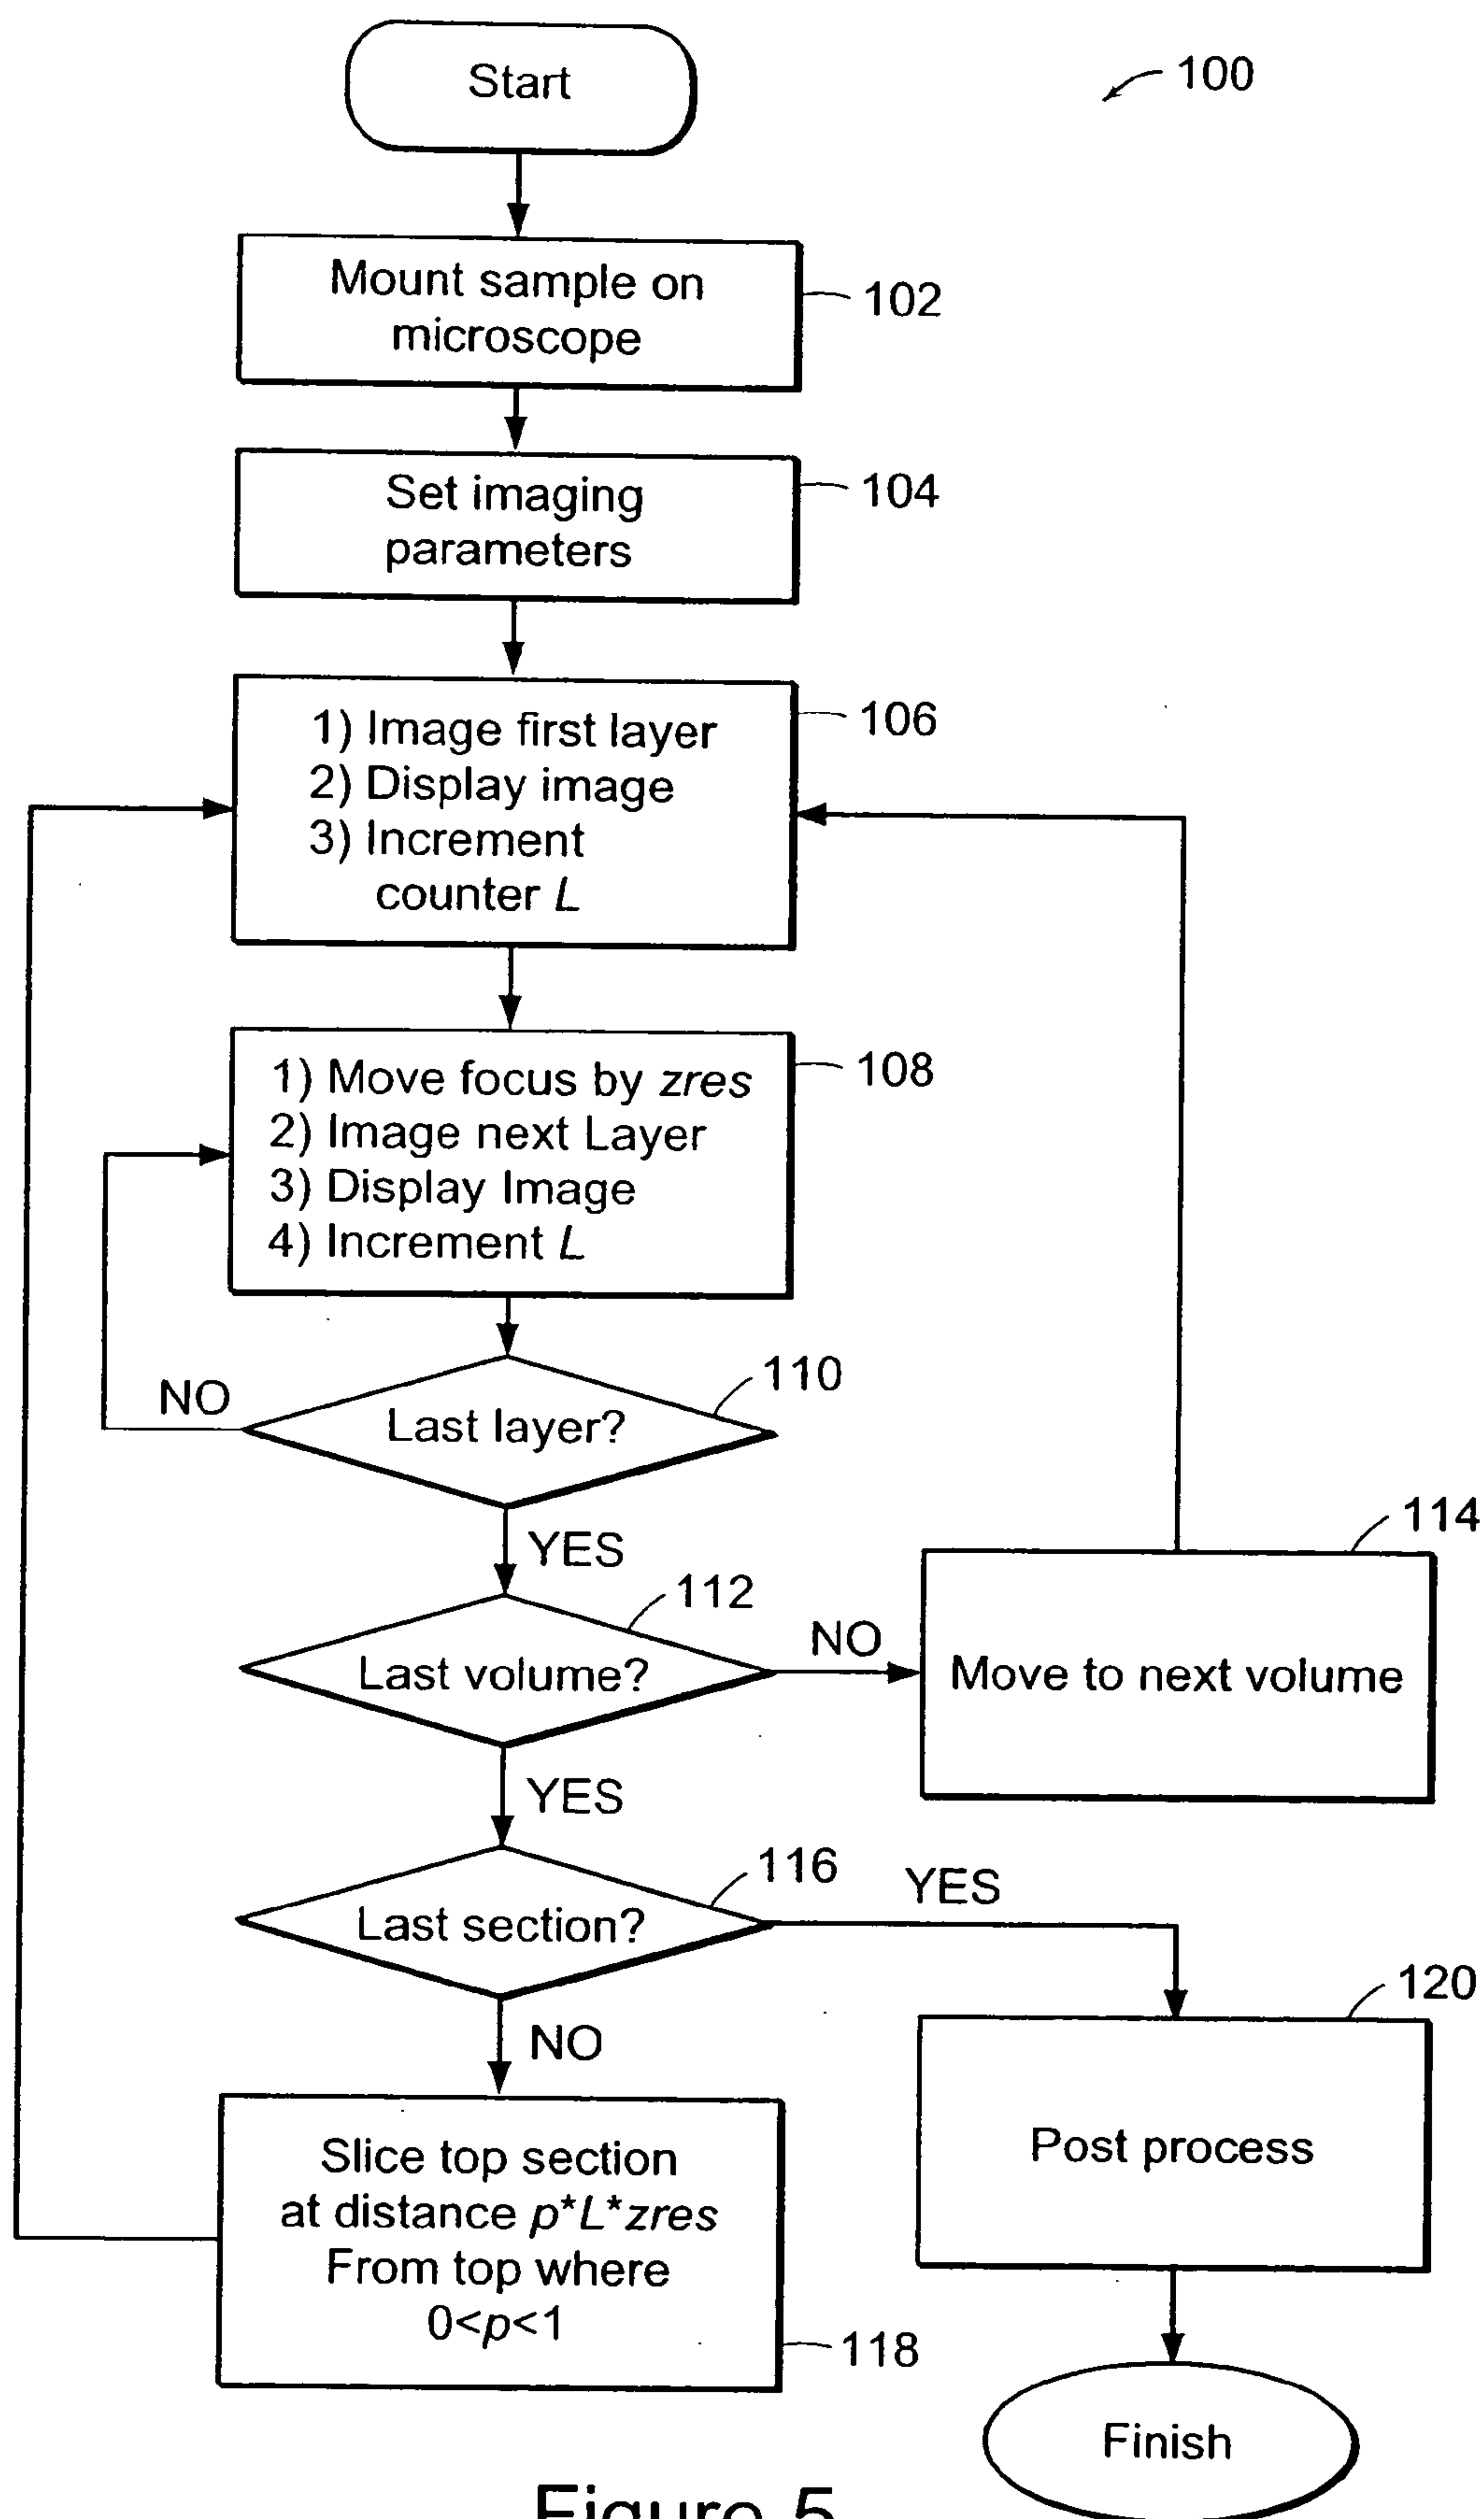 Start
100
Mount sample on
microscope
102
Set imaging
parameters
104
1) Image first layer
2) Display image
3) Increment
counter L
106
1) Move focus by zres
2) Image next Layer
3) Display Image
4) Increment L
108
110
NO
Last layer?
YES
114
112
NO
Last volume?
Move to next volume
YES
116
YES
Last section?
120
NO
Post process
Slice top section
at distance p*L*zres
From top where
0<p<1
118
Finish
Figure 5